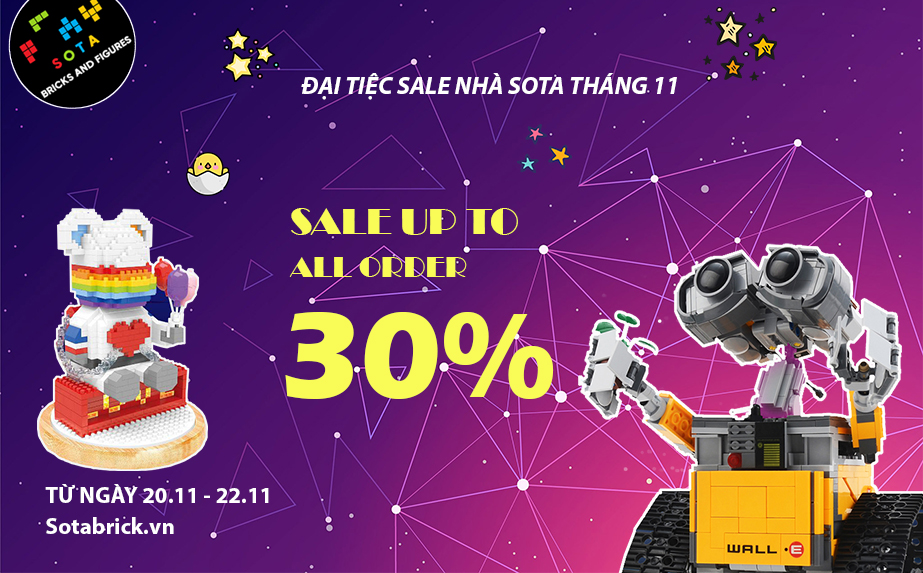 SOTA
BRICKS AND FIGURES
ĐẠI TIỆC SALE NHÀ SOTA THÁNG 11
SALE UP TO
ALL ORDER
30%
TỪ NGÀY 20.11 - 22.11
Sotabrick.vn
WALL·E